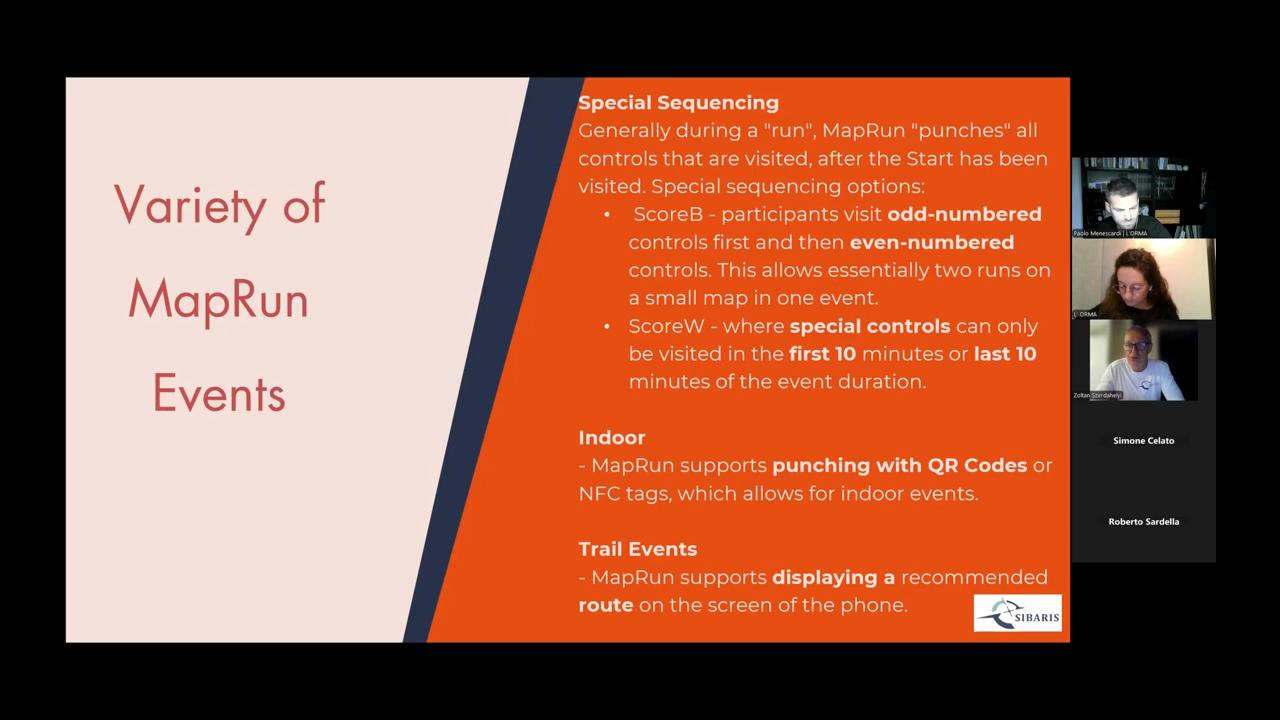 Variety of
MapRun
Events
Special Sequencing
Generally during a "run", MapRun "punches" all
controls that are visited, after the Start has been
visited. Special sequencing options:
• ScoreB - participants visit odd-numbered
controls first and then even-numbered
controls. This allows essentially two runs on
a small map in one event.
• ScoreW - where special controls can only
be visited in the first 10 minutes or last 10
minutes of the event duration.
Indoor
- MapRun supports punching with QR Codes or
NFC tags, which allows for indoor events.
Trail Events
- MapRun supports displaying a recommended
route on the screen of the phone.
SIBARIS
Paolo Menescardi | L'ORMA
L' ORMA
Zoltan Szerdahelyi
Simone Celato
Roberto Sardella